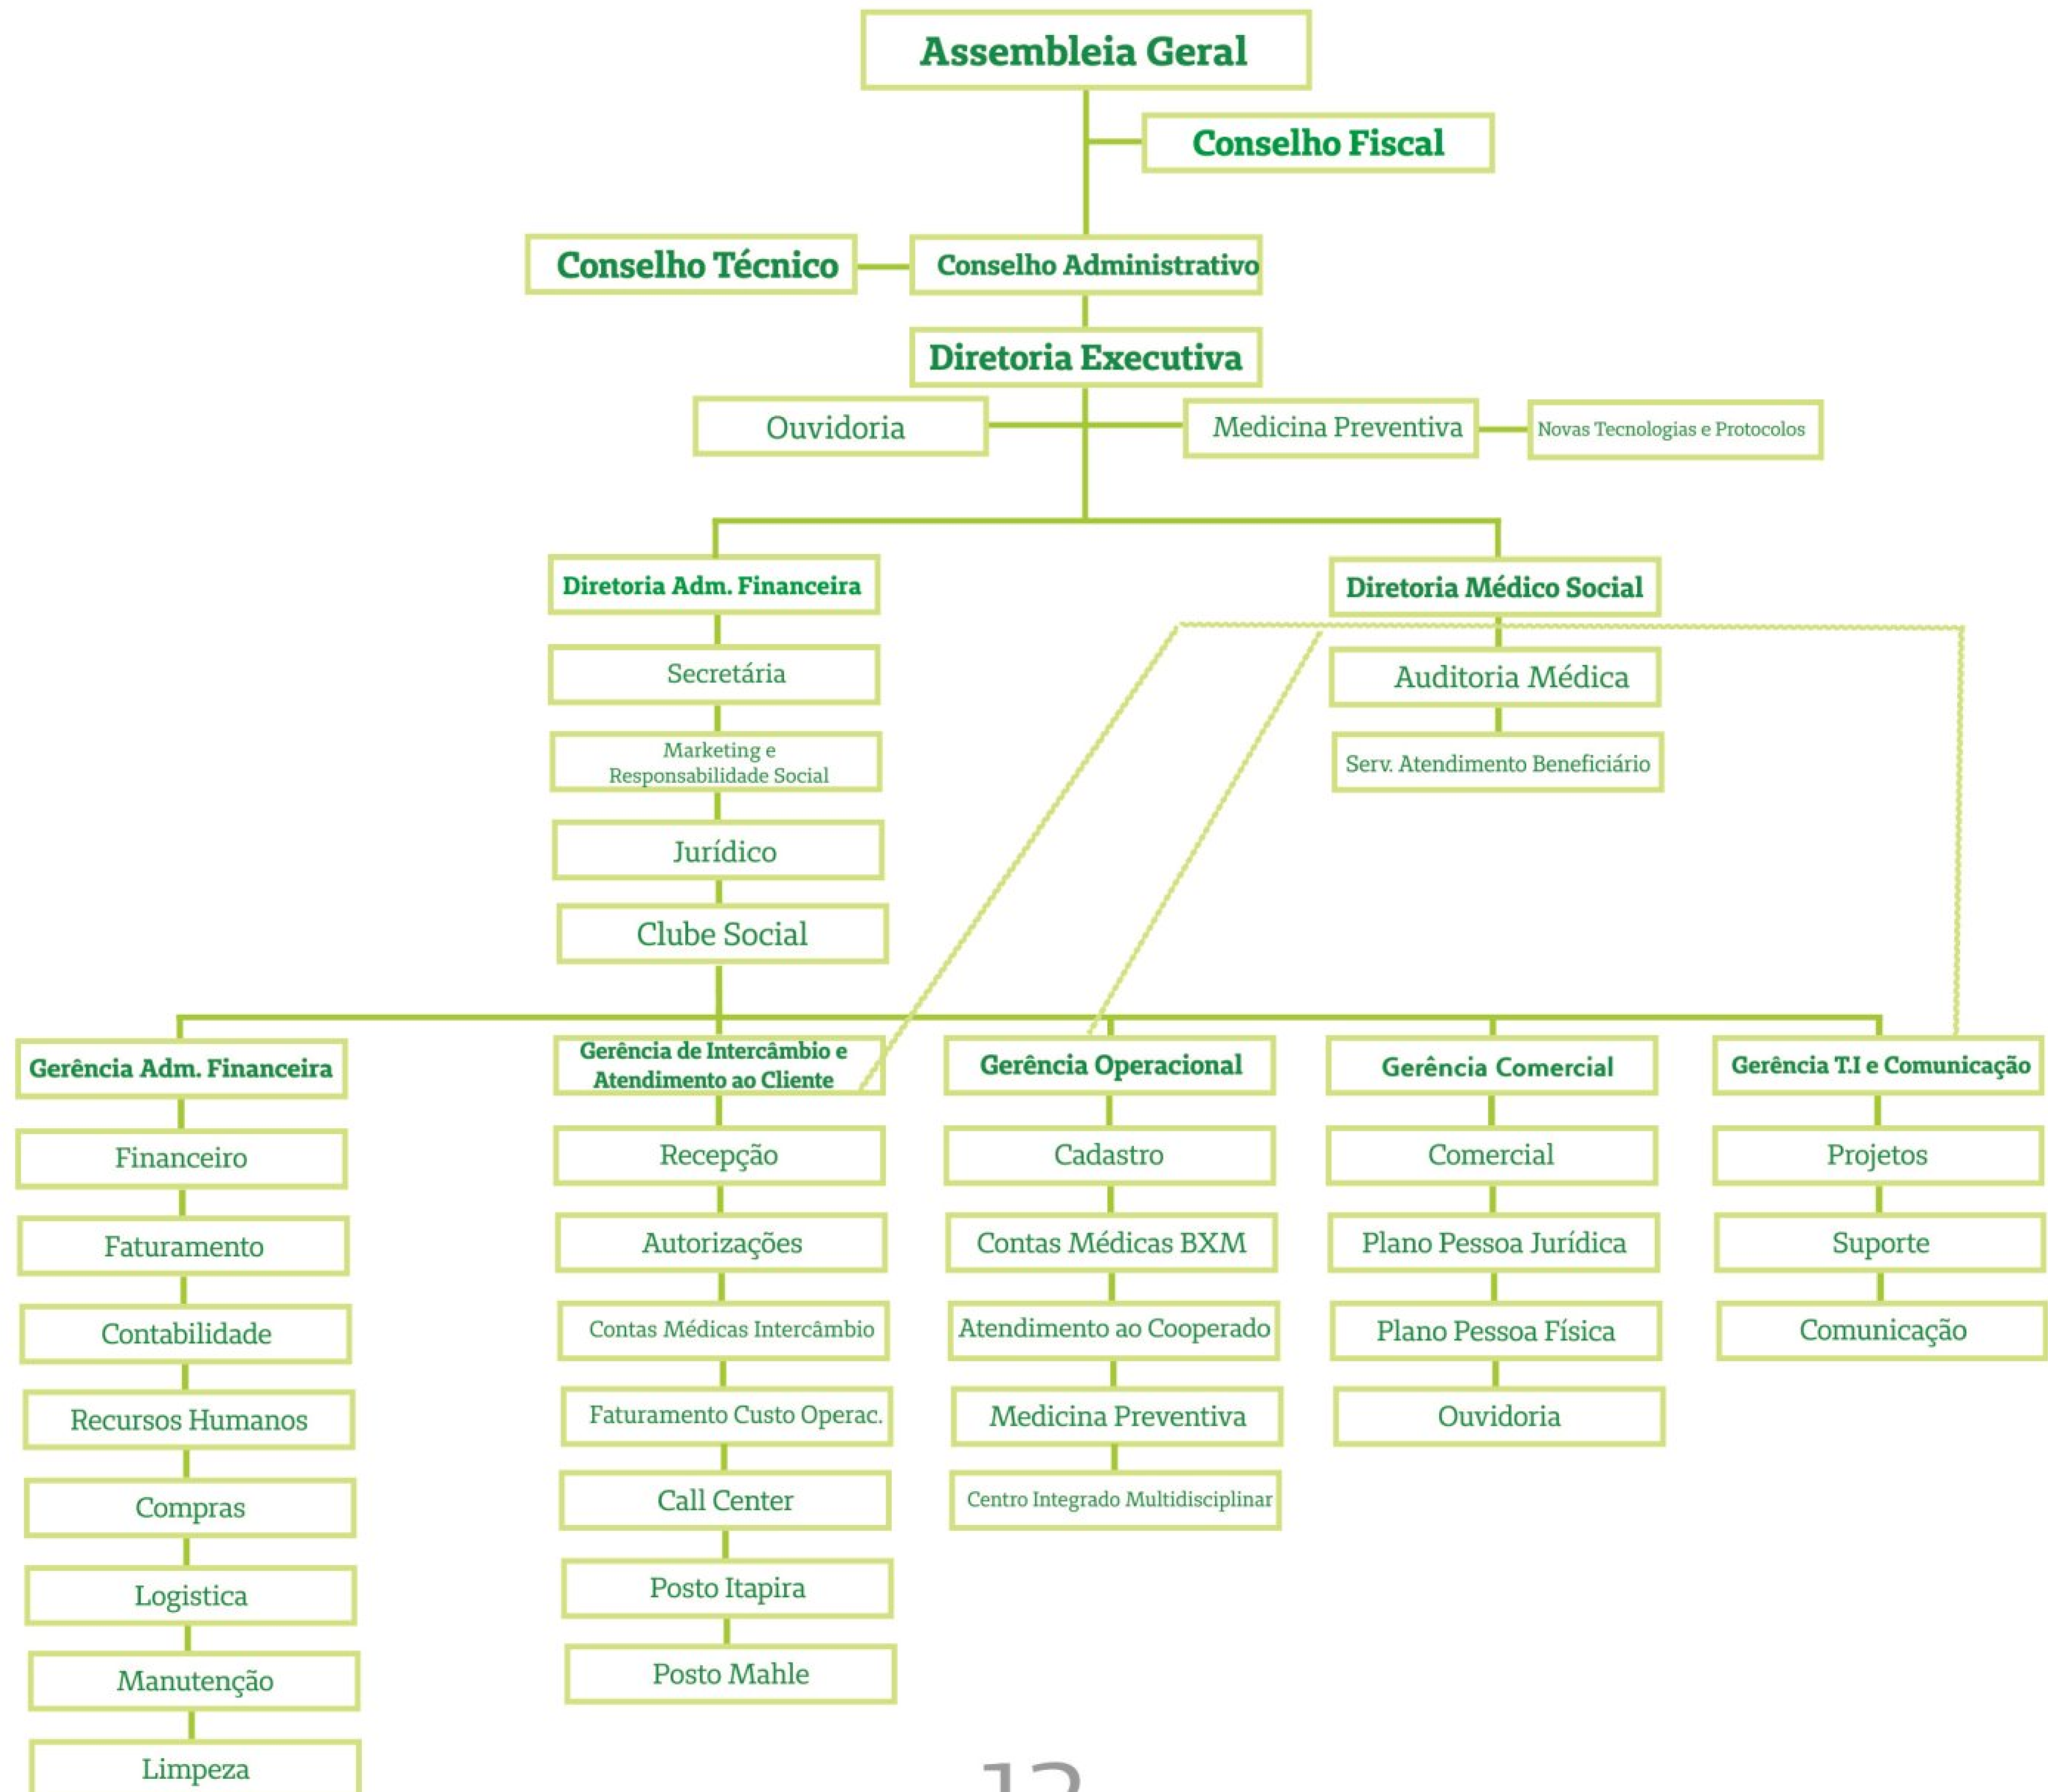 Assembleia Geral
Conselho Fiscal
Conselho Técnico
Conselho Administrativo
Diretoria Executiva
Ouvidoria
Medicina Preventiva
Novas Tecnologias e Protocolos
Diretoria Adm. Financeira
Diretoria Médico Social
Secretária
Auditoria Médica
Marketing e
Responsabilidade Social
Serv. Atendimento Beneficiário
Jurídico
Clube Social
Gerência Adm. Financeira
Financeiro
Faturamento
Contabilidade
Recursos Humanos
Compras
Logistica
Manutenção
Limpeza
Gerência de Intercâmbio e
Atendimento ao Cliente
Recepção
Autorizações
Contas Médicas Intercâmbio
Faturamento Custo Operac.
Call Center
Posto Itapira
Posto Mahle
Gerência Operacional
Cadastro
Contas Médicas BXM
Atendimento ao Cooperado
Medicina Preventiva
Centro Integrado Multidisciplinar
Gerência Comercial
Comercial
Plano Pessoa Jurídica
Plano Pessoa Física
Ouvidoria
Gerência T.I e Comunicação
Projetos
Suporte
Comunicação